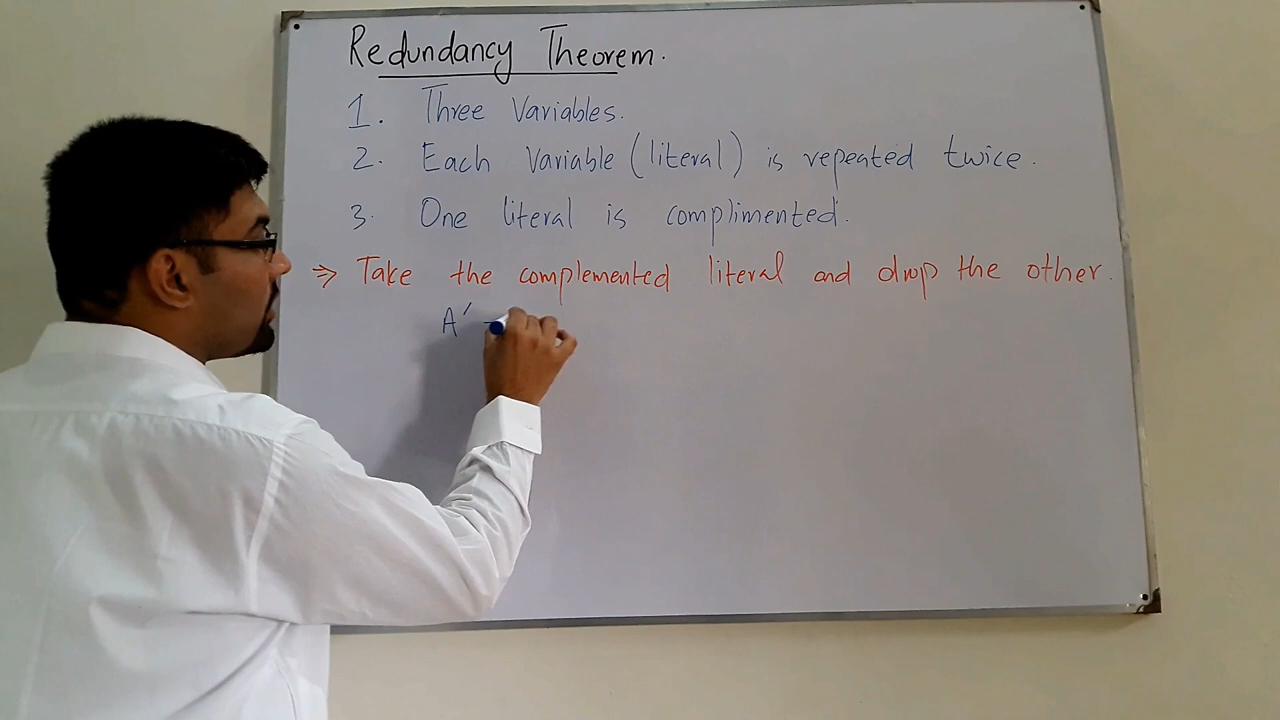 Redundancy Theorem.
1. Three Variables.
2. Each Variable (literal) is repeated twice.
3. One literal is complimented.
⇒ Take the complemented literal and drop the other.
A' -